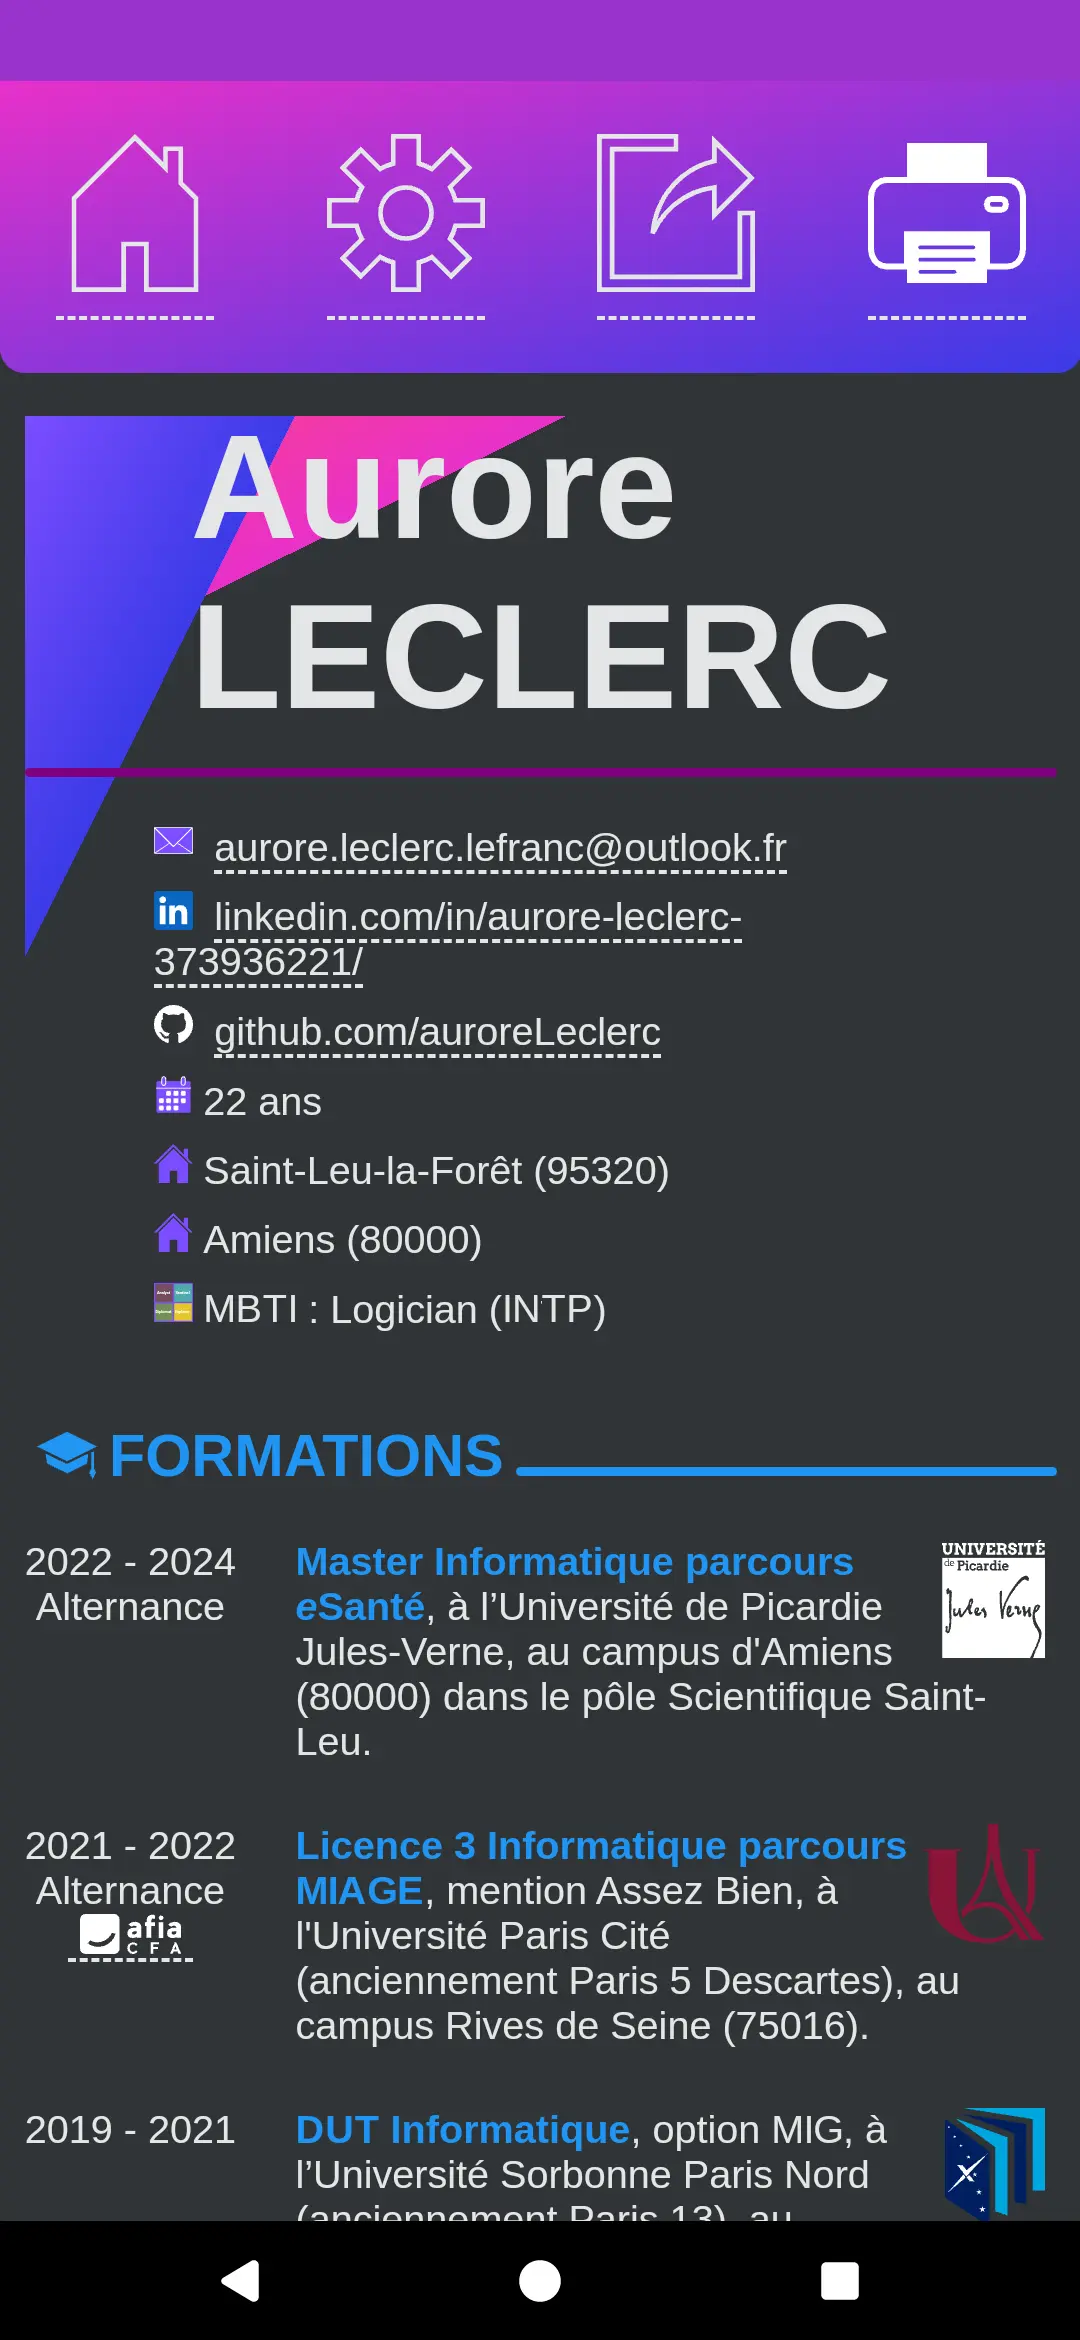 Aurore
LECLERC
aurore.leclerc.lefranc@outlook.fr
linkedin.com/in/aurore-leclerc-
373936221/
github.com/auroreLeclerc
22 ans
Saint-Leu-la-Forêt (95320)
Amiens (80000)
MBTI : Logician (INTP)
FORMATIONS
2022 - 2024
Alternance
Master Informatique parcours
eSanté, à l’Université de Picardie
Jules-Verne, au campus d'Amiens
(80000) dans le pôle Scientifique Saint-
Leu.
UNIVERSITÉ
de Picardie
Jules Verne
2021 - 2022
Alternance
afia
CFA
Licence 3 Informatique parcours
MIAGE, mention Assez Bien, à
l'Université Paris Cité
(anciennement Paris 5 Descartes), au
campus Rives de Seine (75016).
2019 - 2021
DUT Informatique, option MIG, à
l’Université Sorbonne Paris Nord
(anciennement Paris 13), au